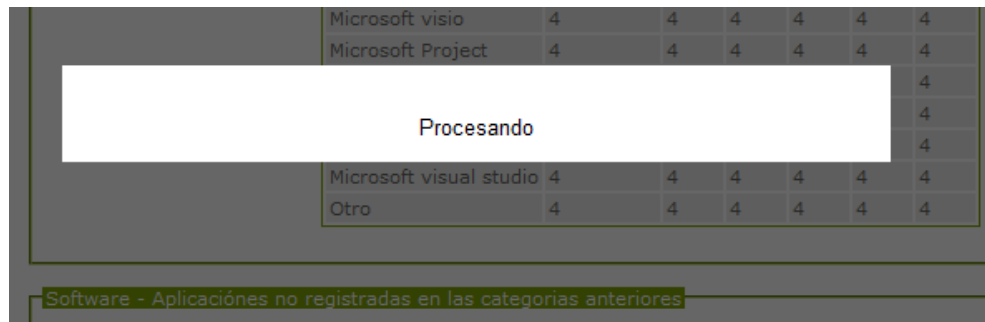 Microsoft visio 4 4 4 4 4 4
Microsoft Project 4 4 4 4 4 4
4
4
Procesando
4
Microsoft visual studio 4 4 4 4 4 4
Otro 4 4 4 4 4 4
Software - Aplicaciónes no registradas en las categorias anteriores